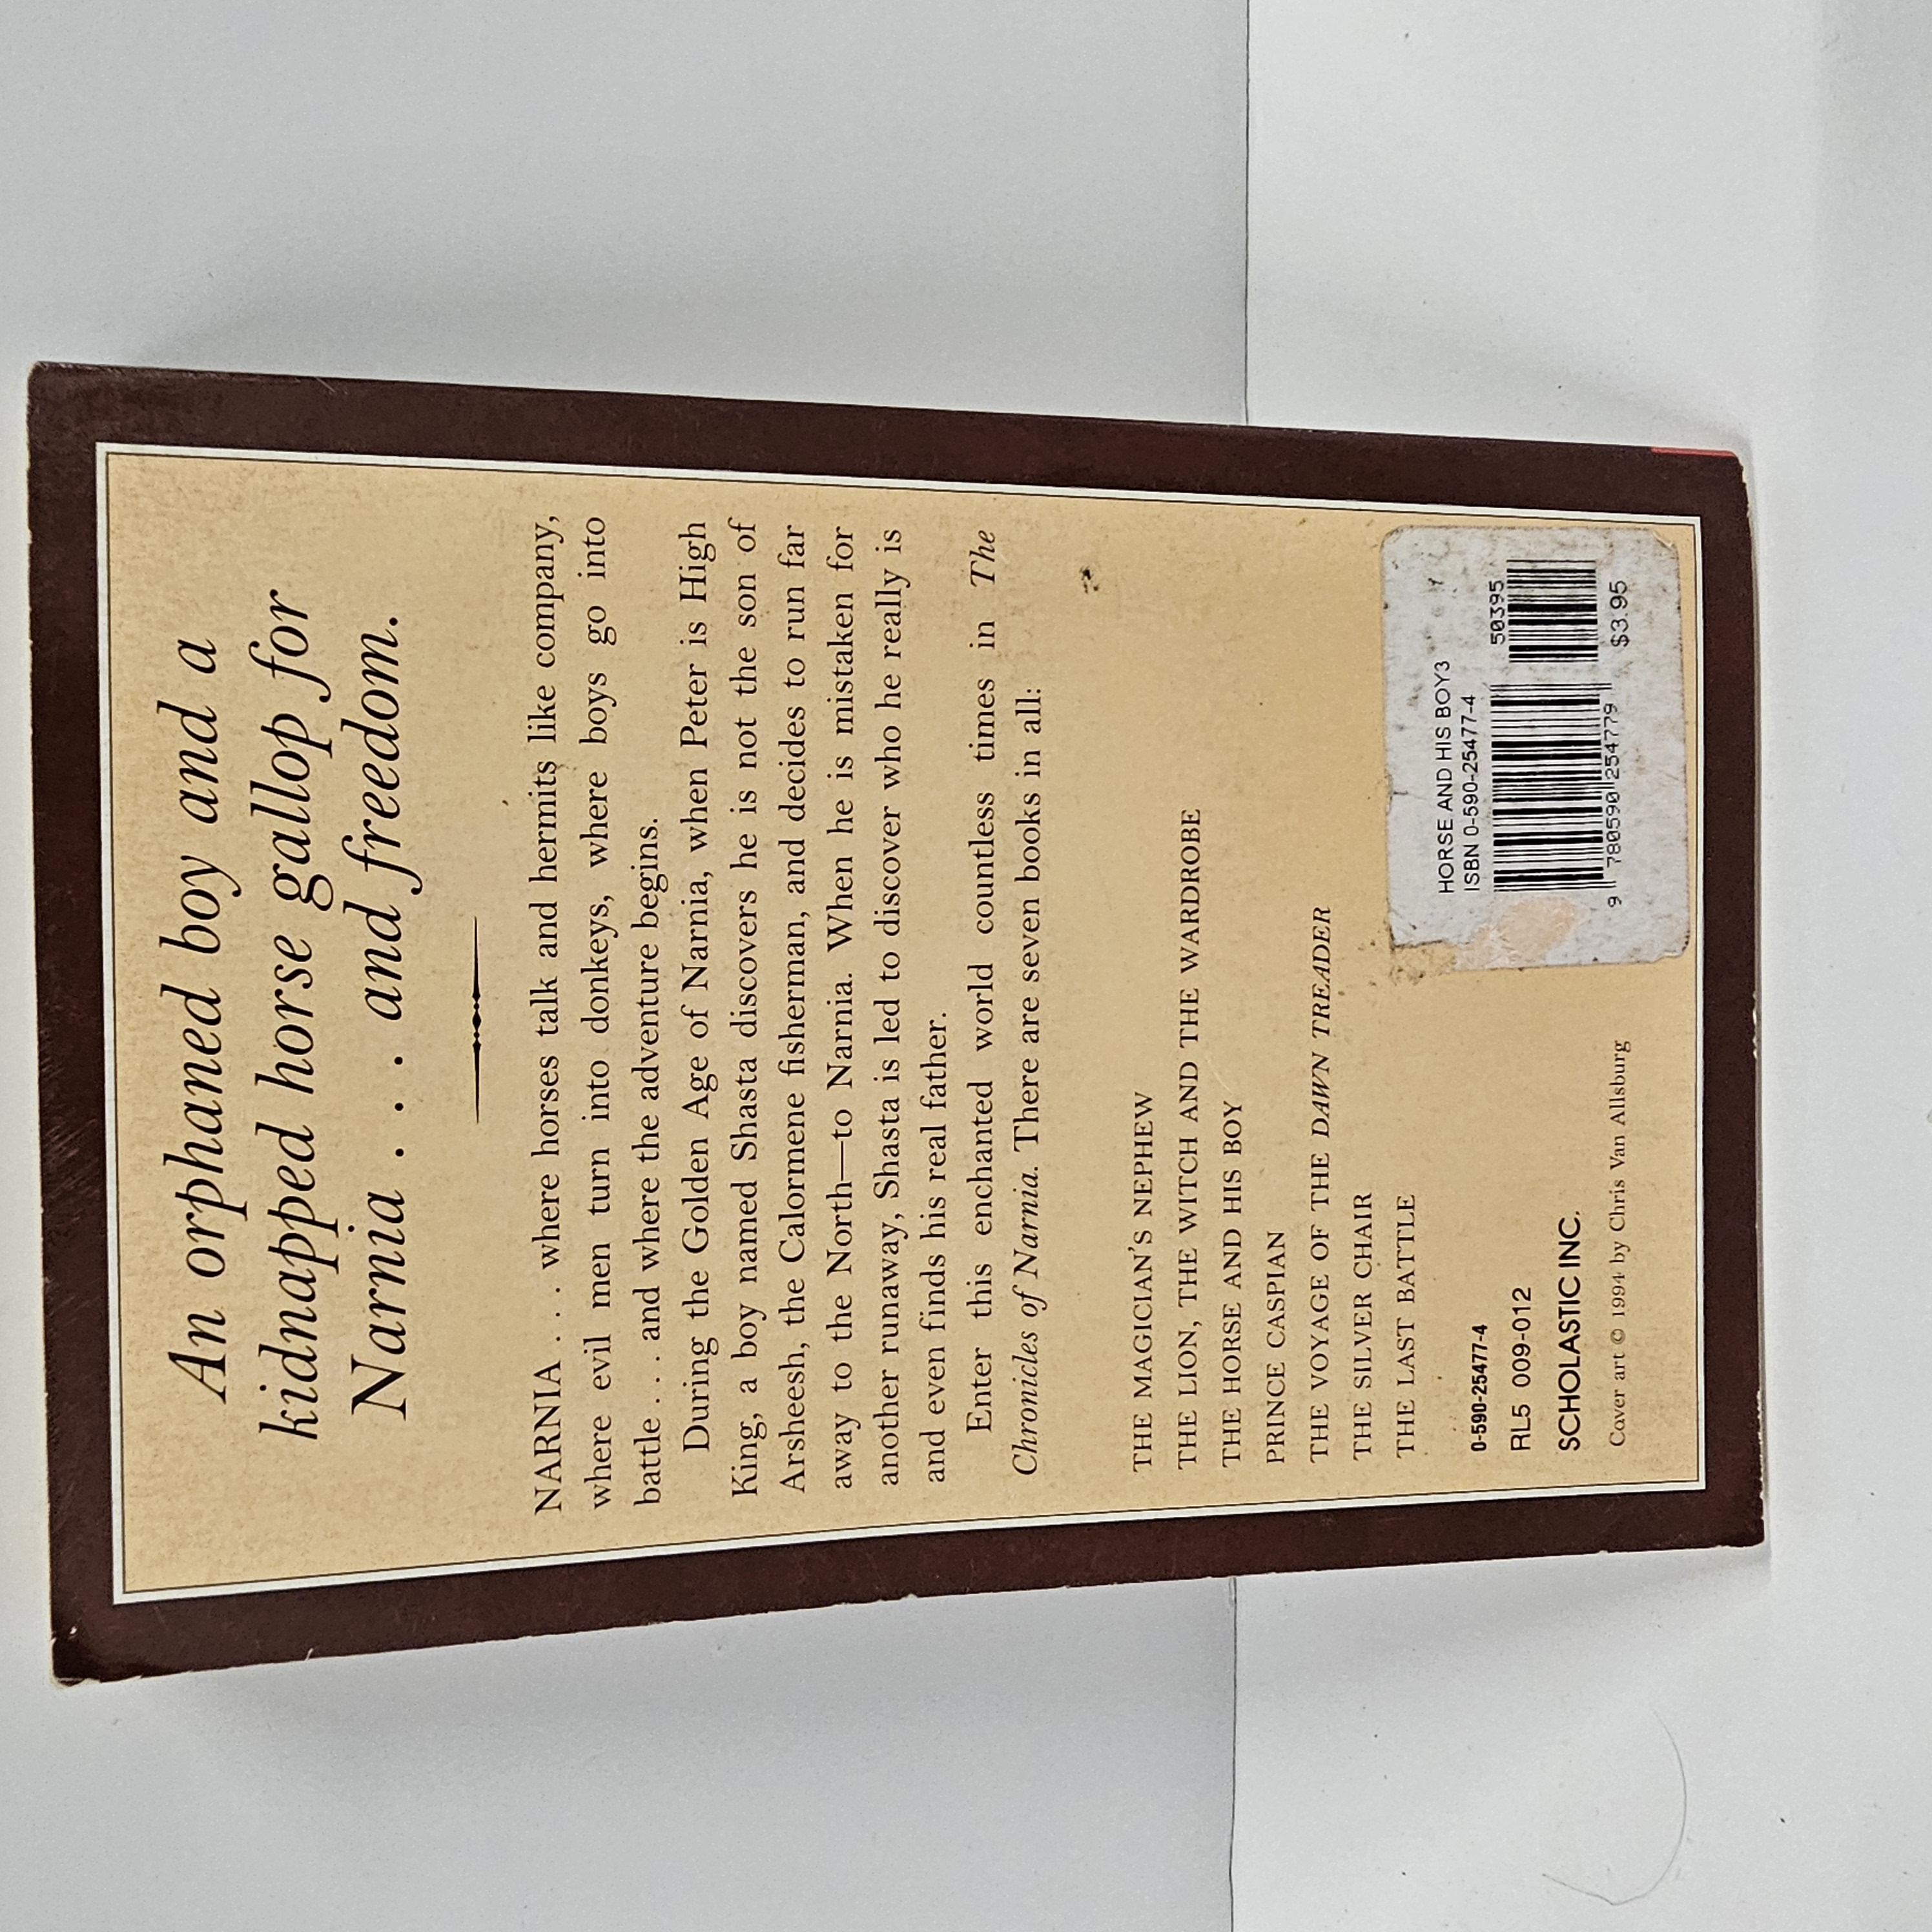 An orphaned boy and a
kidnapped horse gallop for
Narnia . . . and freedom.
NARNIA . . . where horses talk and hermits like company,
where evil men turn into donkeys, where boys go into
battle . . . and where the adventure begins.
During the Golden Age of Narnia, when Peter is High
King, a boy named Shasta discovers he is not the son of
Arsheesh, the Calormene fisherman, and decides to run far
away to the North—to Narnia. When he is mistaken for
another runaway, Shasta is led to discover who he really is
and even finds his real father.
Enter this enchanted world countless times in The
Chronicles of Narnia. There are seven books in all:
THE MAGICIAN'S NEPHEW
THE LION, THE WITCH AND THE WARDROBE
THE HORSE AND HIS BOY
PRINCE CASPIAN
THE VOYAGE OF THE DAWN TREADER
THE SILVER CHAIR
THE LAST BATTLE
0-590-25477-4
RL5 009-012
SCHOLASTIC INC.
Cover art © 1994 by Chris Van Allsburg
HORSE AND HIS BOY3
ISBN 0-590-25477-4
50395
9 780590 254779
$3.95